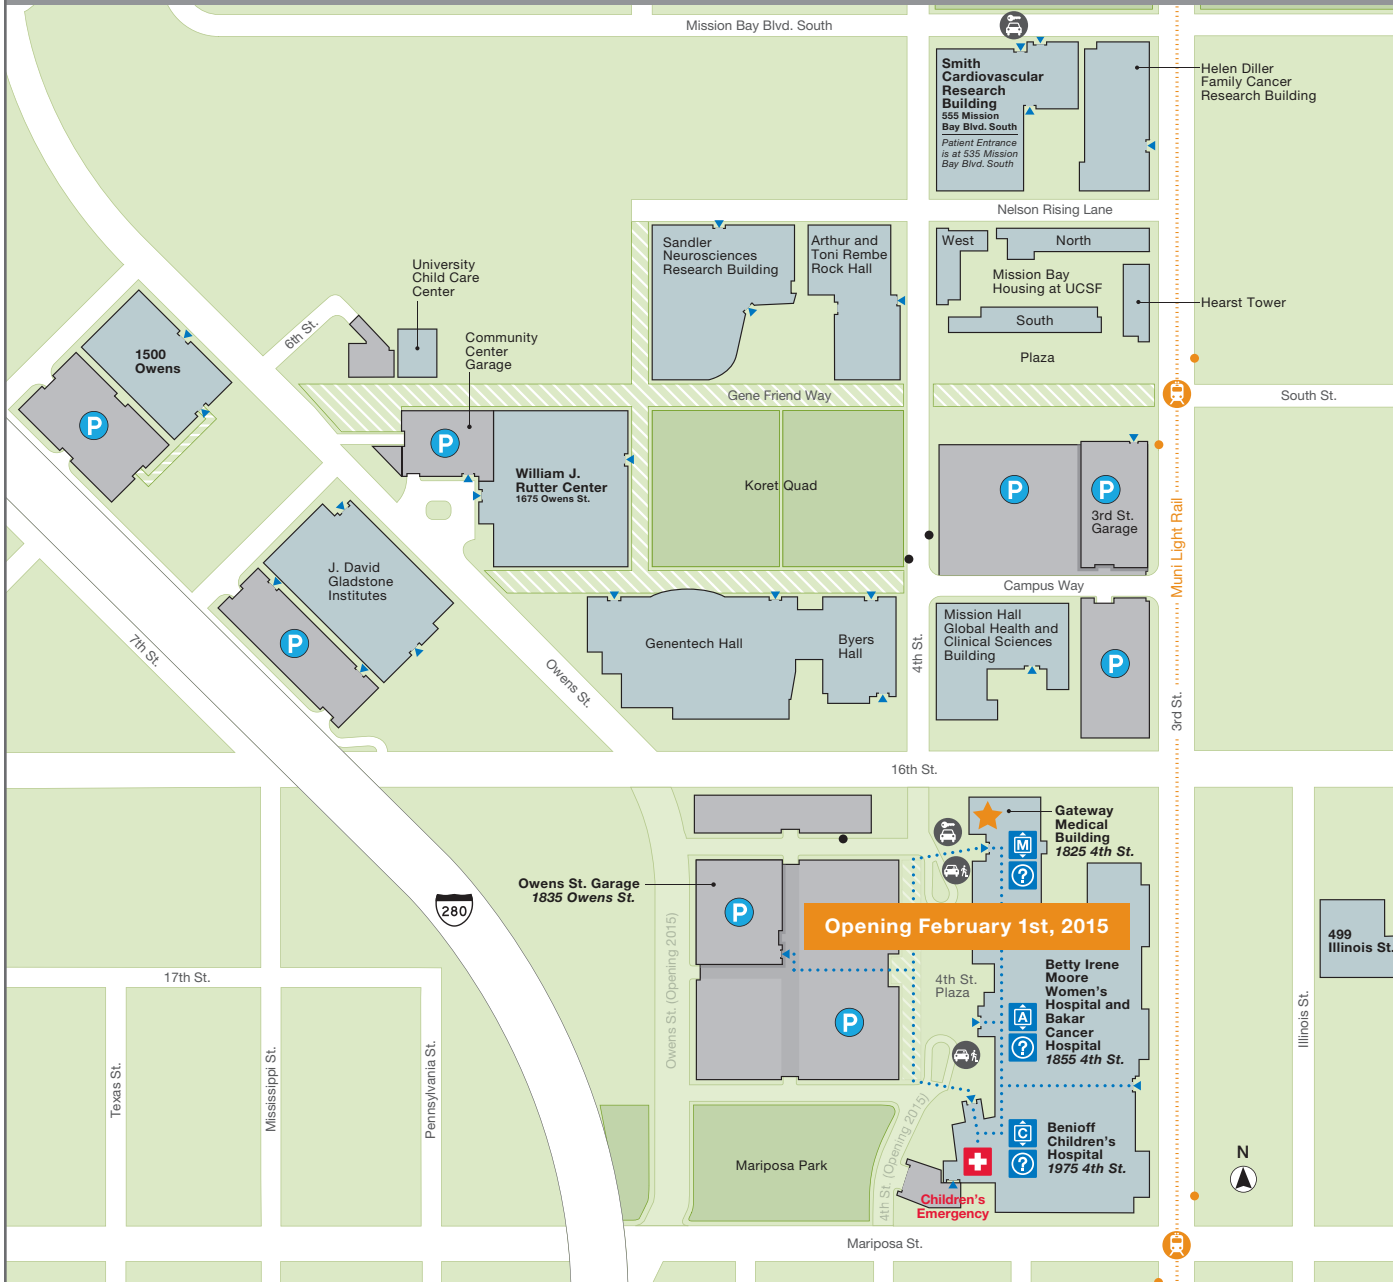 Mission Bay Blvd. South
Smith
Cardiovascular
Research
Building
555 Mission
Bay Blvd. South
Patient Entrance
is at 535 Mission
Bay Blvd. South
Helen Diller
Family Cancer
Research Building
Nelson Rising Lane
Sandler
Neurosciences
Research Building
Arthur and
Toni Rembe
Rock Hall
West
North
Mission Bay
Housing at UCSF
South
Hearst Tower
Plaza
University
Child Care
Center
6th St.
Community
Center
Garage
1500
Owens
P
Gene Friend Way
South St.
P
William J.
Rutter Center
1675 Owens St.
Koret Quad
P
P
3rd St.
Garage
Muni Light Rail
J. David
Gladstone
Institutes
P
7th St.
Owens St.
Campus Way
Genentech Hall
Byers
Hall
4th St.
Mission Hall
Global Health and
Clinical Sciences
Building
P
3rd St.
16th St.
Gateway
Medical
Building
1825 4th St.
M
?
Owens St. Garage
1835 Owens St.
P
280
Opening February 1st, 2015
499
Illinois St.
17th St.
Owens St. (Opening 2015)
4th St.
Plaza
P
Betty Irene
Moore
Women's
Hospital and
Bakar
Cancer
Hospital
1855 4th St.
A
?
Texas St.
Mississippi St.
Pennsylvania St.
Illinois St.
Mariposa Park
4th St. (Opening 2015)
C
?
Benioff
Children's
Hospital
1975 4th St.
Children's
Emergency
N
Mariposa St.